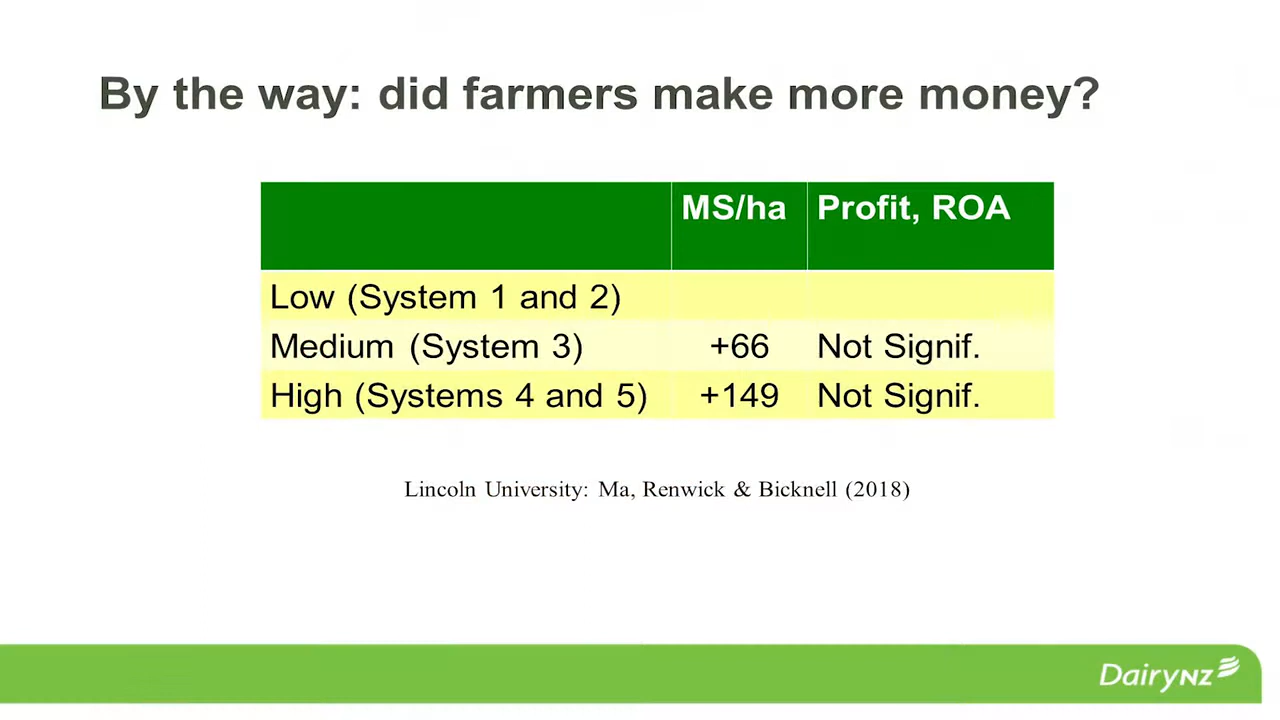 By the way: did farmers make more money?
MS/ha Profit, ROA
Low (System 1 and 2)
Medium (System 3) +66 Not Signif.
High (Systems 4 and 5) +149 Not Signif.
Lincoln University: Ma, Renwick & Bicknell (2018)
DairyNZ